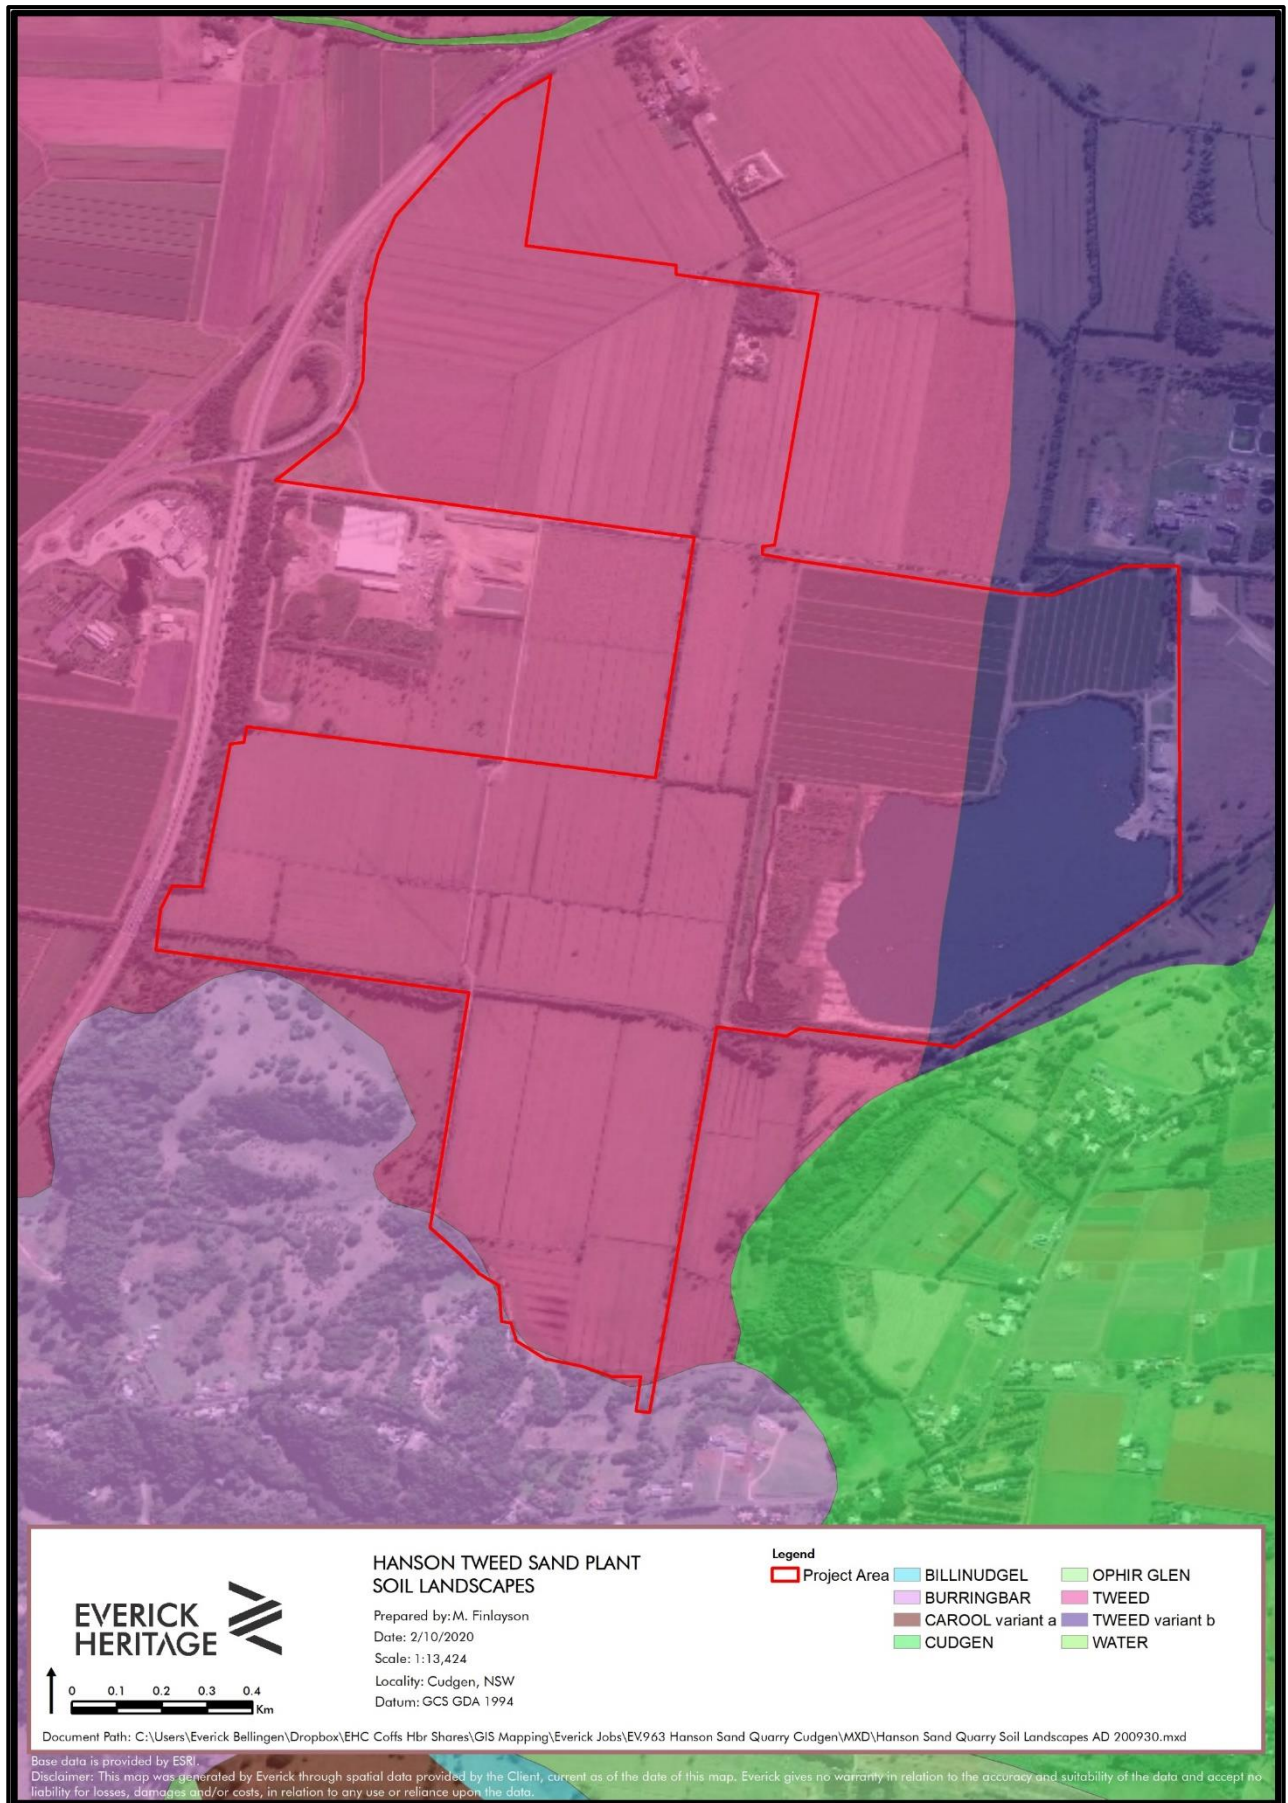 EVERICK
HERITAGE
0 0.1 0.2 0.3 0.4
Km
HANSON TWEED SAND PLANT
SOIL LANDSCAPES
Prepared by: M. Finlayson
Date: 2/10/2020
Scale: 1:13,424
Locality: Cudgen, NSW
Datum: GCS GDA 1994
Legend
Project Area
BILLINUDGEL
BURRINGBAR
CAROOL variant a
CUDGEN
OPHIR GLEN
TWEED
TWEED variant b
WATER
Document Path: C:\Users\Everick Bellingen\Dropbox\EHC Coffs Hbr Shares\GIS Mapping\Everick Jobs\EV.963 Hanson Sand Quarry Cudgen\MXD\Hanson Sand Quarry Soil Landscapes AD 200930.mxd
Base data is provided by ESRI.
Disclaimer: This map was generated by Everick through spatial data provided by the Client, current as of the date of this map. Everick gives no warranty in relation to the accuracy and suitability of the data and accept no
liability for losses, damages and/or costs, in relation to any use or reliance upon the data.